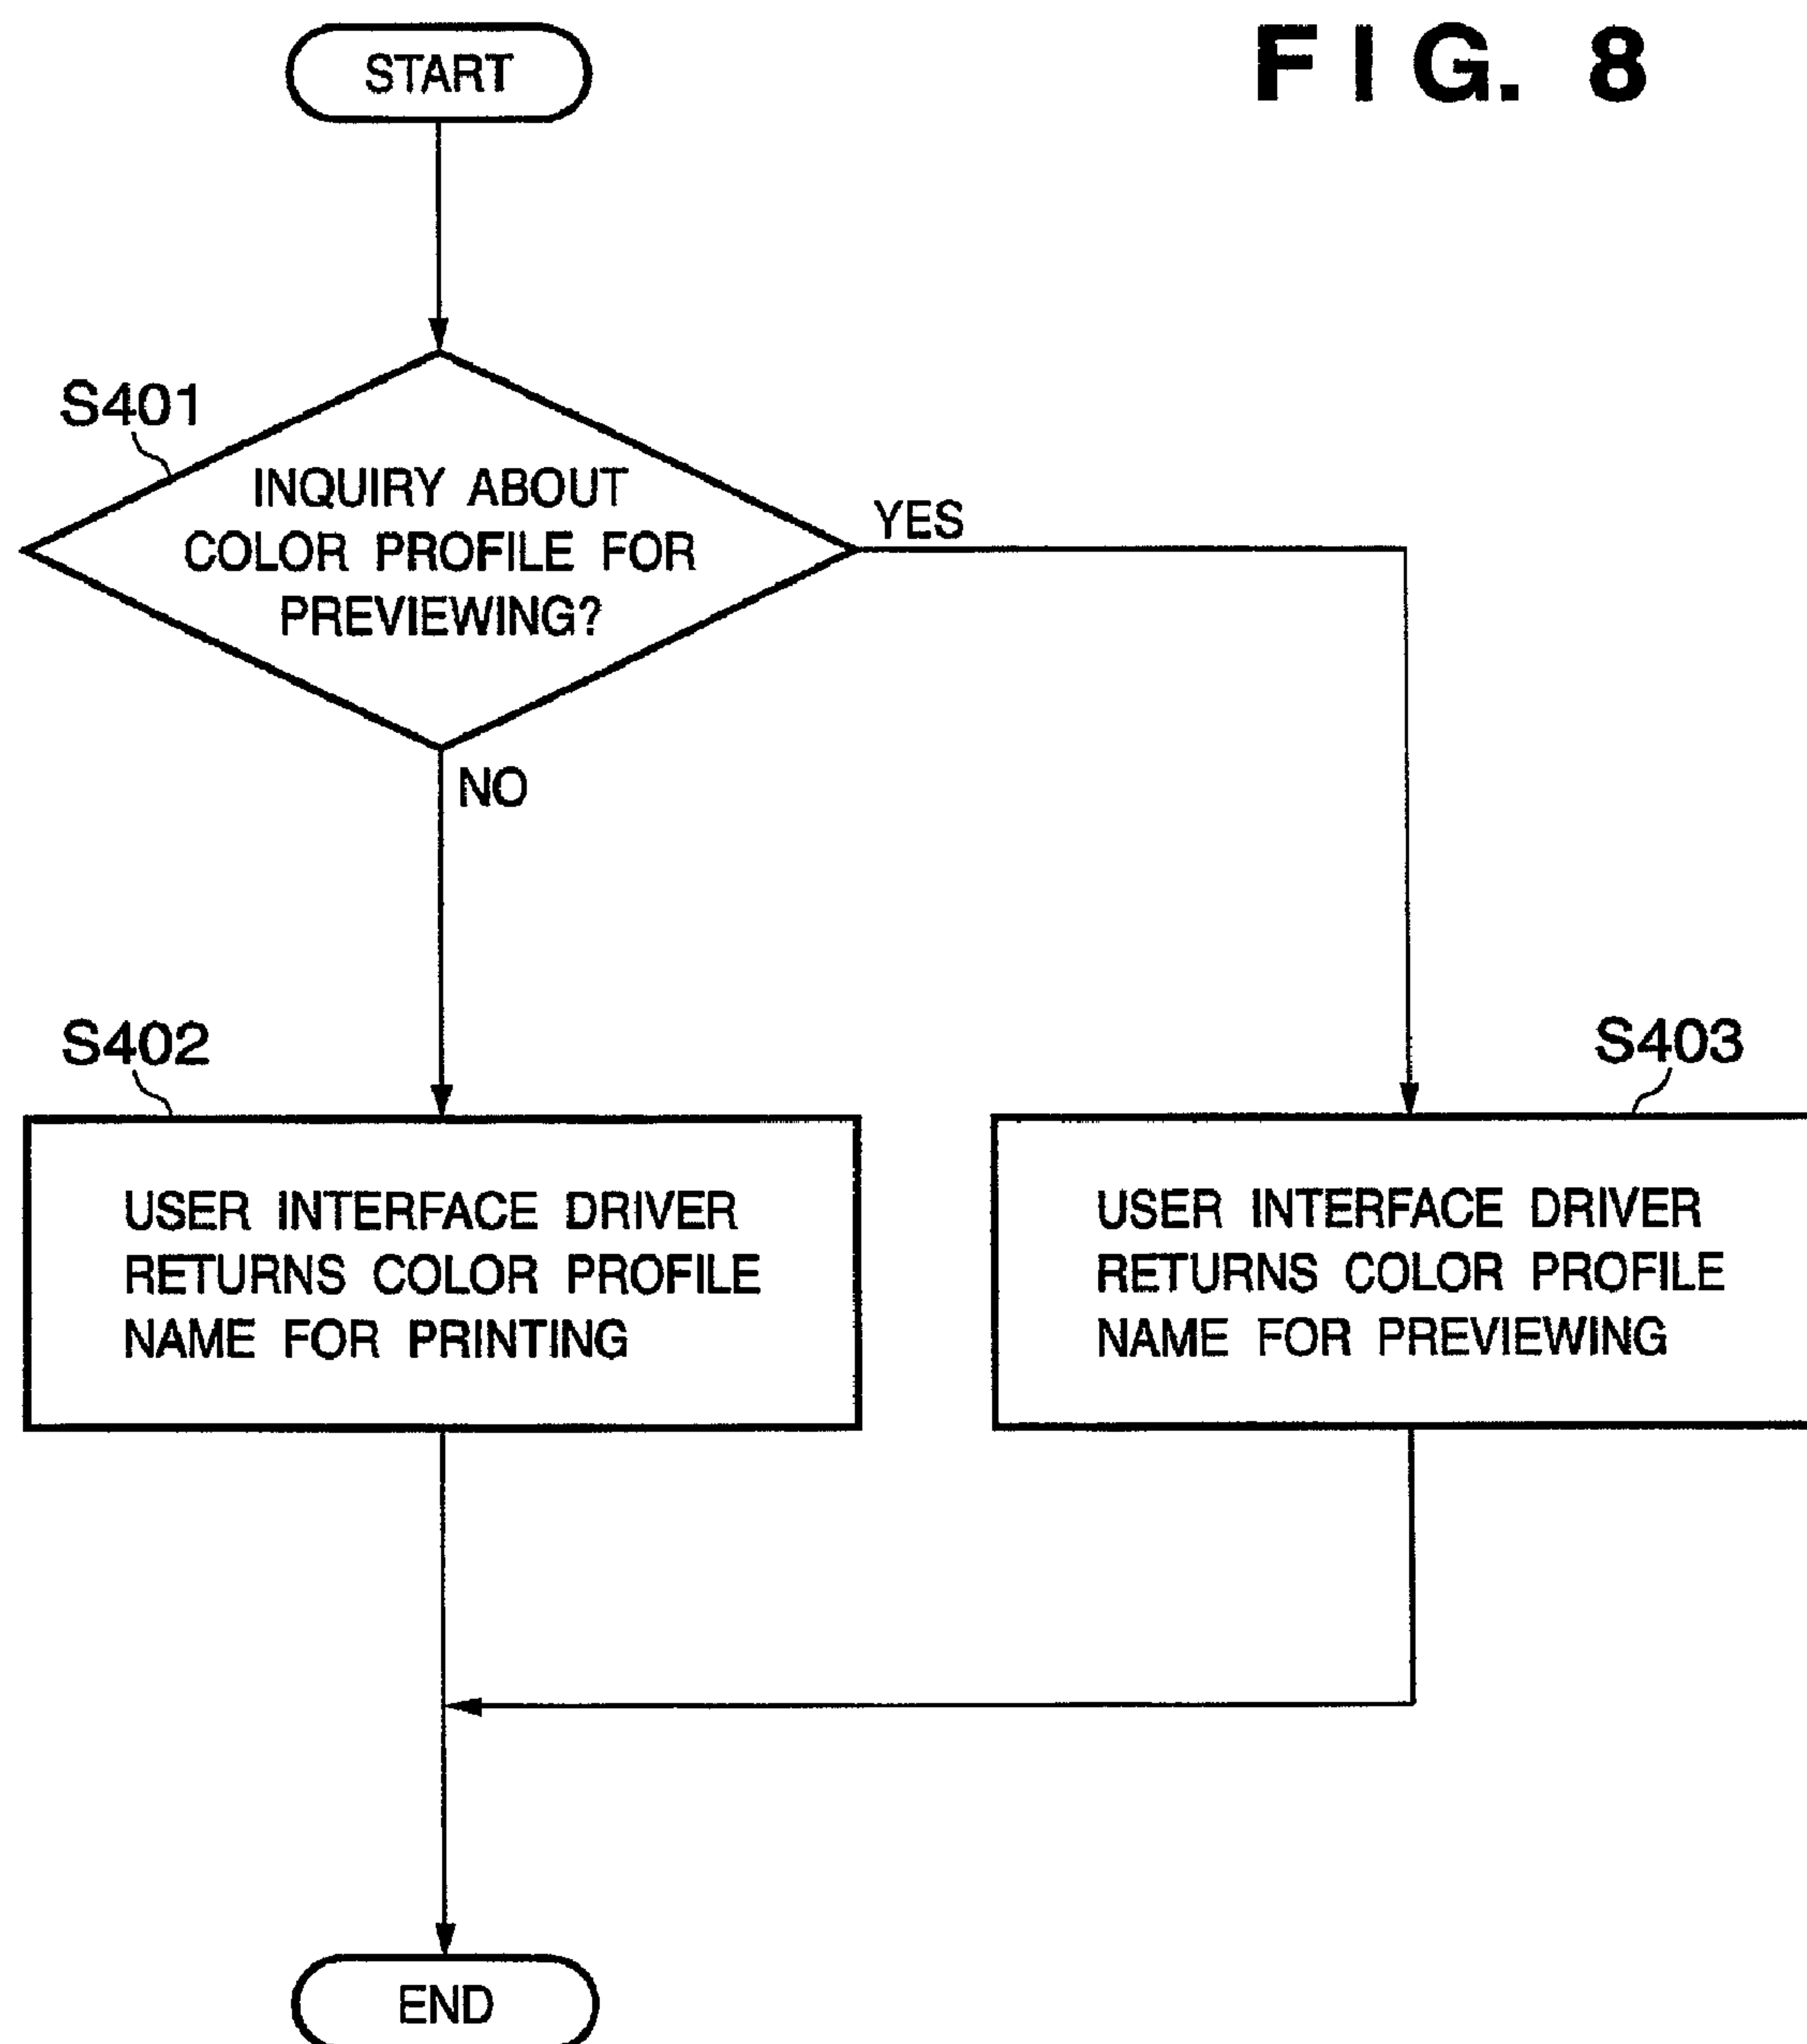 FIG. 8
START
S401
INQUIRY ABOUT
COLOR PROFILE FOR
PREVIEWING?
YES
NO
S402
USER INTERFACE DRIVER
RETURNS COLOR PROFILE
NAME FOR PRINTING
S403
USER INTERFACE DRIVER
RETURNS COLOR PROFILE
NAME FOR PREVIEWING
END